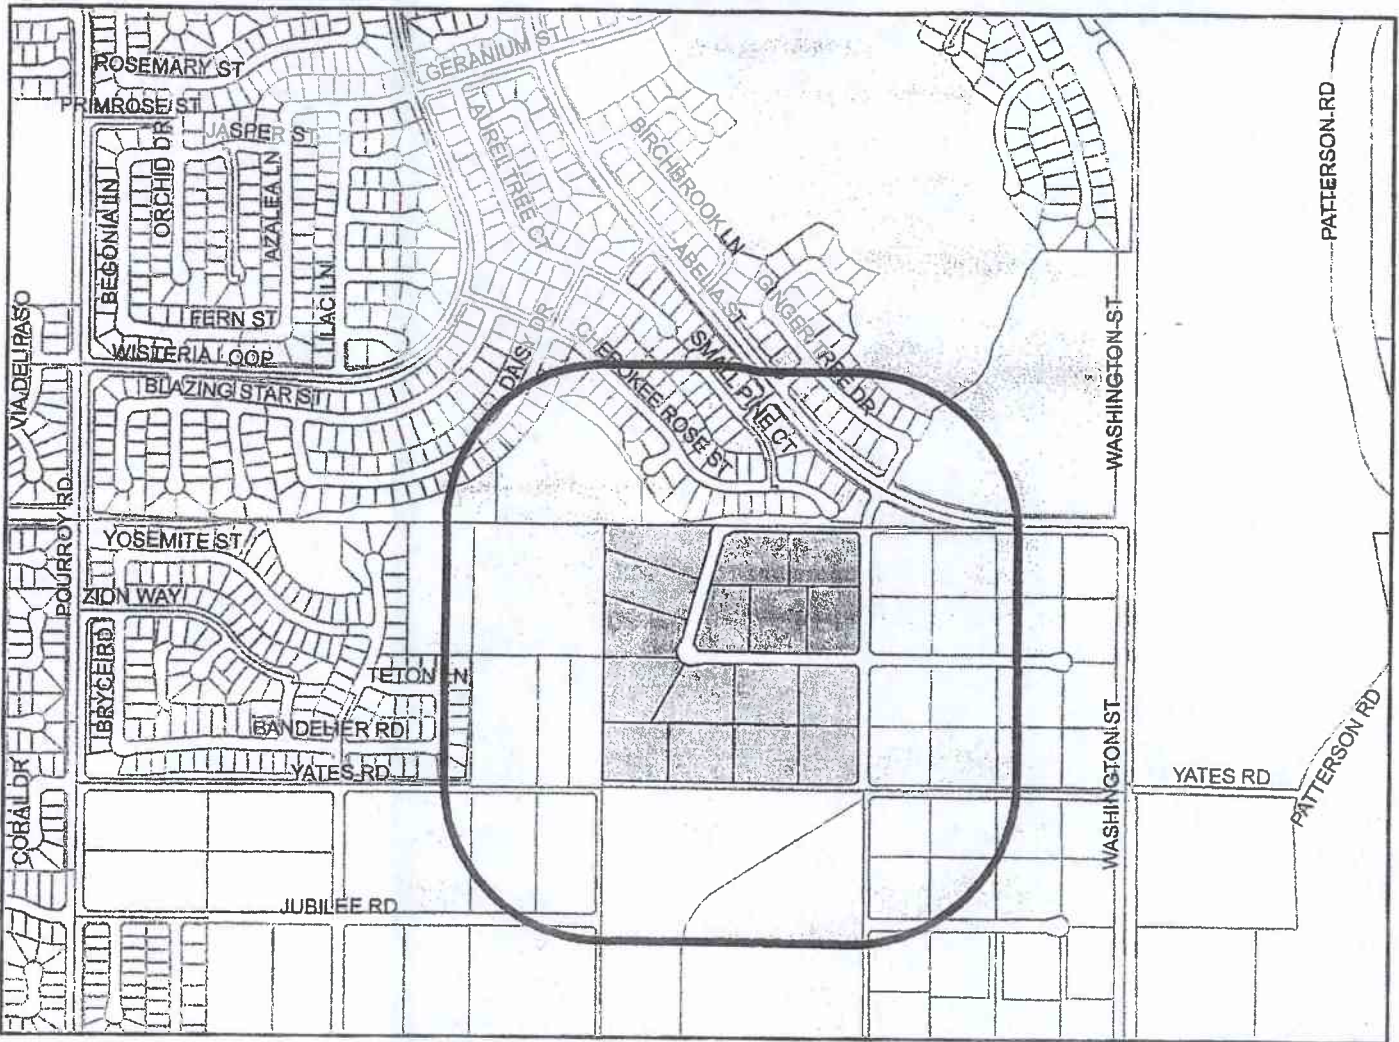 GERANIUM ST
ROSEMARY ST
PRIMROSE ST
JASPER ST
ORCHID DR
AZALEA LN
BEGONIA LN
LAUREL TREE CT
BIRCHBROOK LN
PATTERSON RD
ABELIA ST
GINGER TREE DR
LILAC LN
FERN ST
WISTERIA LOOP
BLAZING STAR ST
DAISY DR
CHEROKEE ROSE ST
SMALL PINE CT
WASHINGTON ST
VIA DEL PASO
POURROY RD
YOSEMITE ST
ZION WAY
BRYCE RD
TETON LN
BANDELIER RD
YATES RD
WASHINGTON ST
YATES RD
PATTERSON RD
COBALT DR
JUBILEE RD